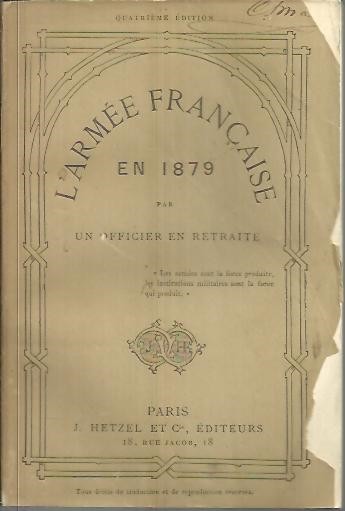 QUATRIÈME ÉDITION
L'ARMÉE FRANÇAISE
EN 1879
PAR
UN OFFICIER EN RETRAITE
« Les armées sont la force produite,
les institutions militaires sont la force
qui produit. »
JH
PARIS
J. HETZEL ET Cie, ÉDITEURS
18, RUE JACOB, 18
Tous droits de traduction et de reproduction réservés.